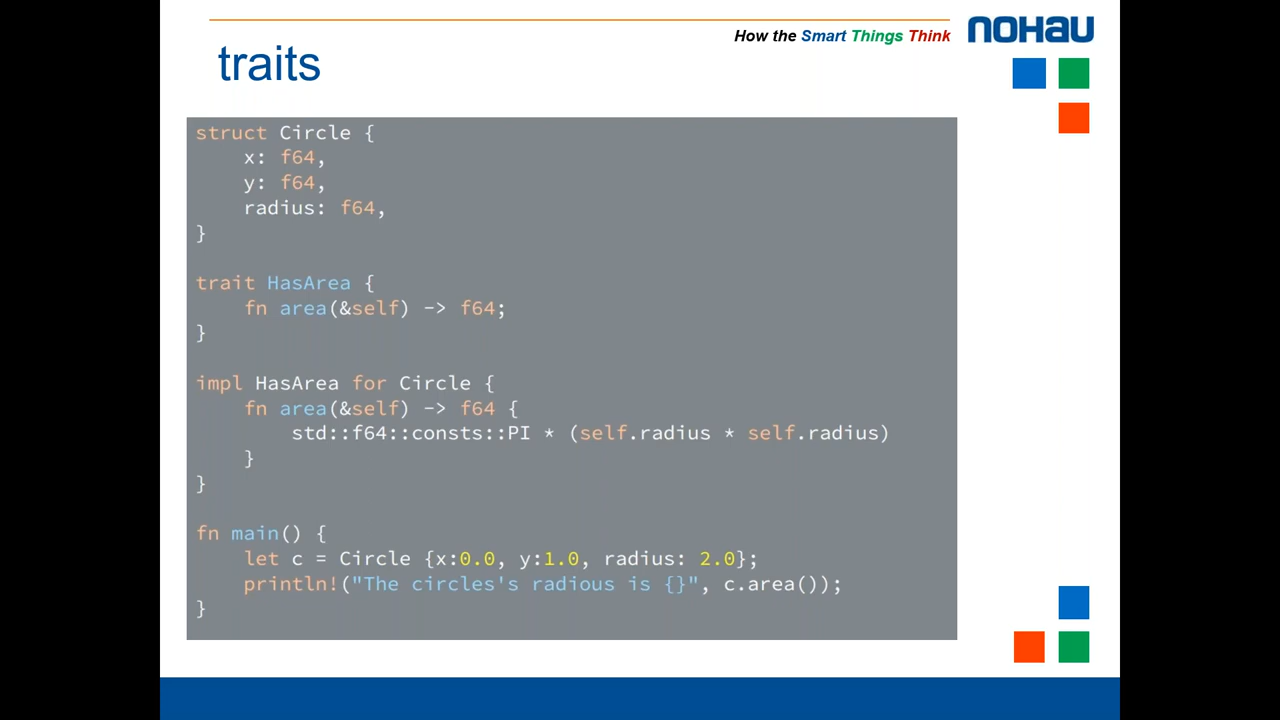 How the Smart Things Think
noHau
traits
struct Circle {
    x: f64,
    y: f64,
    radius: f64,
}
trait HasArea {
    fn area(&self) -> f64;
}
impl HasArea for Circle {
    fn area(&self) -> f64 {
        std::f64::consts::PI * (self.radius * self.radius)
    }
}
fn main() {
    let c = Circle {x:0.0, y:1.0, radius: 2.0};
    println!("The circles's radious is {}", c.area());
}